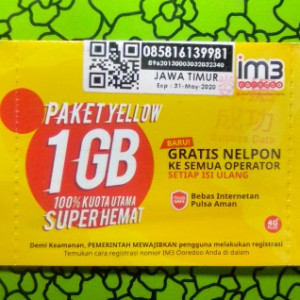 085816139981
JAWA TIMUR
Exp : 31-May-2020
im3
ooredoo
PAKET YELLOW
1GB
100% KUOTA UTAMA
SUPER HEMAT
BARU!
GRATIS NELPON
KE SEMUA OPERATOR
SETIAP ISI ULANG
Bebas Internetan
Pulsa Aman
Demi Keamanan, PEMERINTAH MEWAJIBKAN pengguna melakukan registrasi
Temukan cara registrasi nomor IM3 Ooredoo Anda di dalam